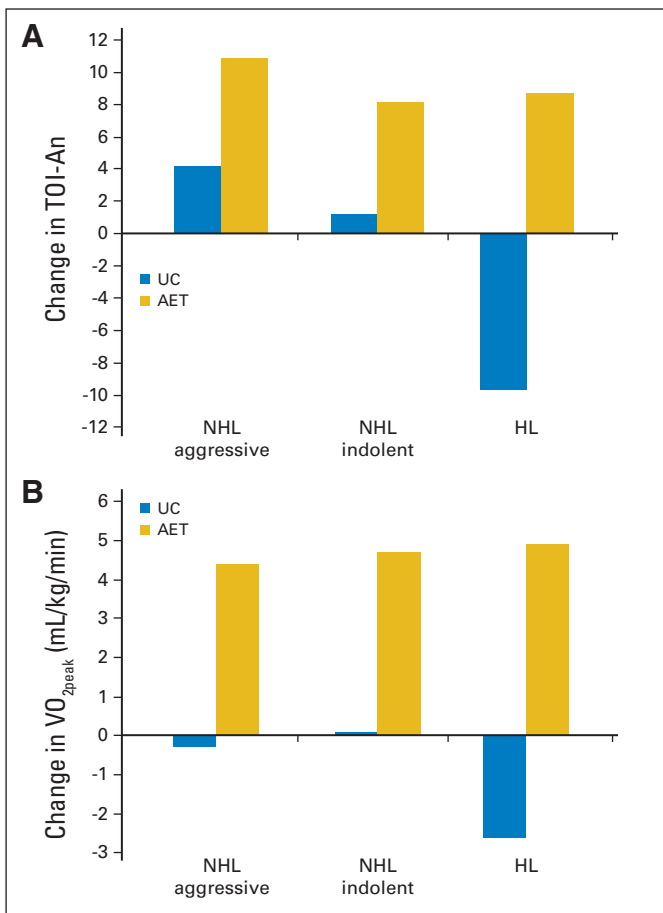 A
Change in TOI-An
12
10
8
6
4
2
0
-2
-4
-6
-8
-10
-12
UC
AET
NHL aggressive
NHL indolent
HL
B
Change in VO2peak (mL/kg/min)
6
5
4
3
2
1
0
-1
-2
-3
UC
AET
NHL aggressive
NHL indolent
HL